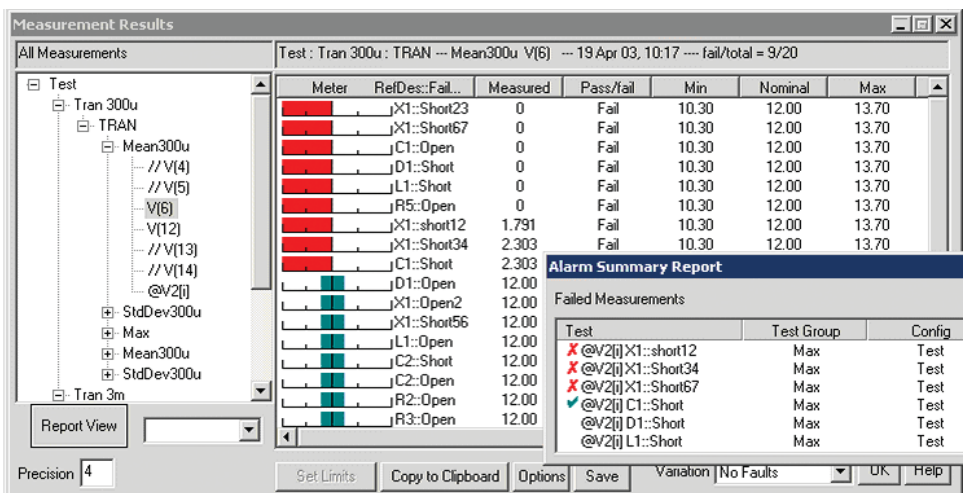 Measurement Results
All Measurements
Test : Tran 300u : TRAN --- Mean300u V(6) --- 19 Apr 03, 10:17 ---- fail/total = 9/20
Test
Tran 300u
TRAN
Mean300u
// V(4)
// V(5)
V(6)
V(12)
// V(13)
// V(14)
@V2[i]
StdDev300u
Max
Mean300u
StdDev300u
Tran 3m
Report View
Precision 4
Meter RefDes::Fail... Measured Pass/fail Min Nominal Max
X1::Short23 0 Fail 10.30 12.00 13.70
X1::Short67 0 Fail 10.30 12.00 13.70
C1::Open 0 Fail 10.30 12.00 13.70
D1::Short 0 Fail 10.30 12.00 13.70
L1::Short 0 Fail 10.30 12.00 13.70
R5::Open 0 Fail 10.30 12.00 13.70
X1::short12 1.791 Fail 10.30 12.00 13.70
X1::Short34 2.303 Fail 10.30 12.00 13.70
C1::Short 2.303
D1::Open 12.00
X1::Open2 12.00
X1::Short56 12.00
L1::Open 12.00
C2::Short 12.00
C2::Open 12.00
R2::Open 12.00
R3::Open 12.00
Alarm Summary Report
Failed Measurements
Test Test Group Config
@V2[i] X1::short12 Max Test
@V2[i] X1::Short34 Max Test
@V2[i] X1::Short67 Max Test
@V2[i] C1::Short Max Test
@V2[i] D1::Short Max Test
@V2[i] L1::Short Max Test
Set Limits Copy to Clipboard Options Save Variation No Faults OK Help